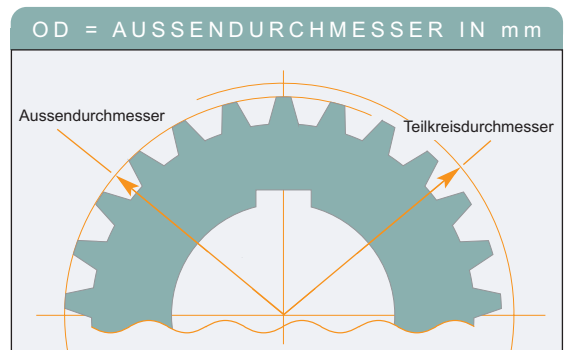 OD = AUSSENDURCHMESSER IN mm
Aussendurchmesser
Teilkreisdurchmesser